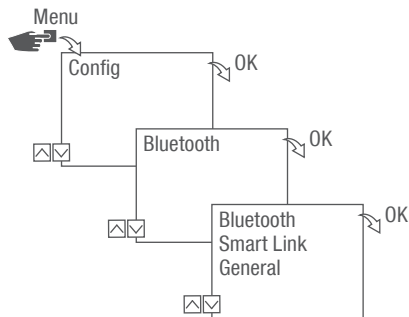 Menu
Config
OK
Bluetooth
OK
Bluetooth
Smart Link
General
OK